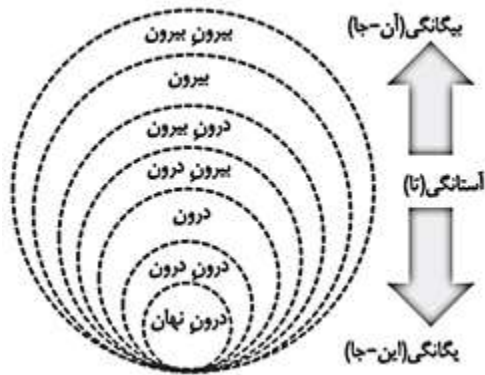 بیرونِ بیرون
بیرون
درونِ بیرون
بیرونِ درون
درون
درونِ درون
درونِ نهان
بیگانگی(آن-جا)
آستانگی(تا)
یگانگی(این-جا)